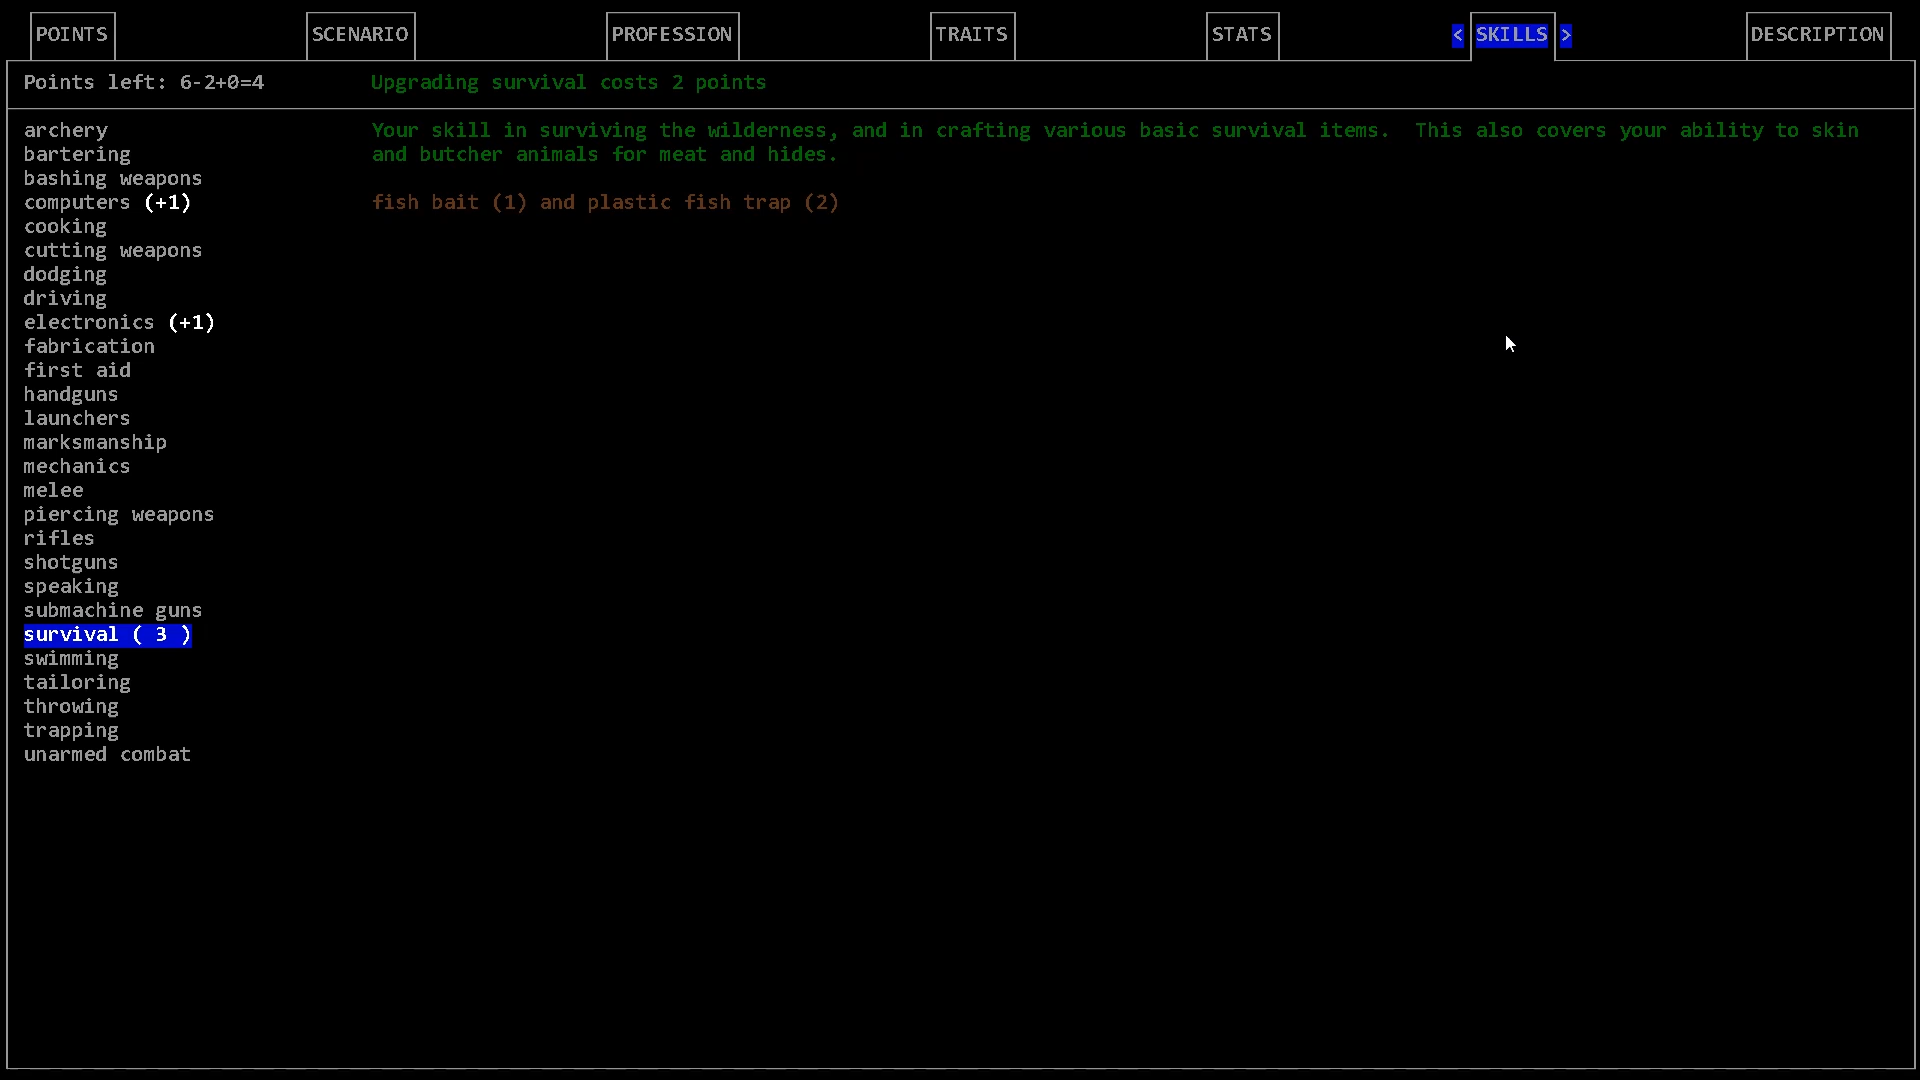 POINTS SCENARIO PROFESSION TRAITS STATS < SKILLS > DESCRIPTION
Points left: 6-2+0=4 Upgrading survival costs 2 points
archery Your skill in surviving the wilderness, and in crafting various basic survival items.  This also covers your ability to skin
bartering and butcher animals for meat and hides.
bashing weapons
computers (+1) fish bait (1) and plastic fish trap (2)
cooking
cutting weapons
dodging
driving
electronics (+1)
fabrication
first aid
handguns
launchers
marksmanship
mechanics
melee
piercing weapons
rifles
shotguns
speaking
submachine guns
survival ( 3 )
swimming
tailoring
throwing
trapping
unarmed combat